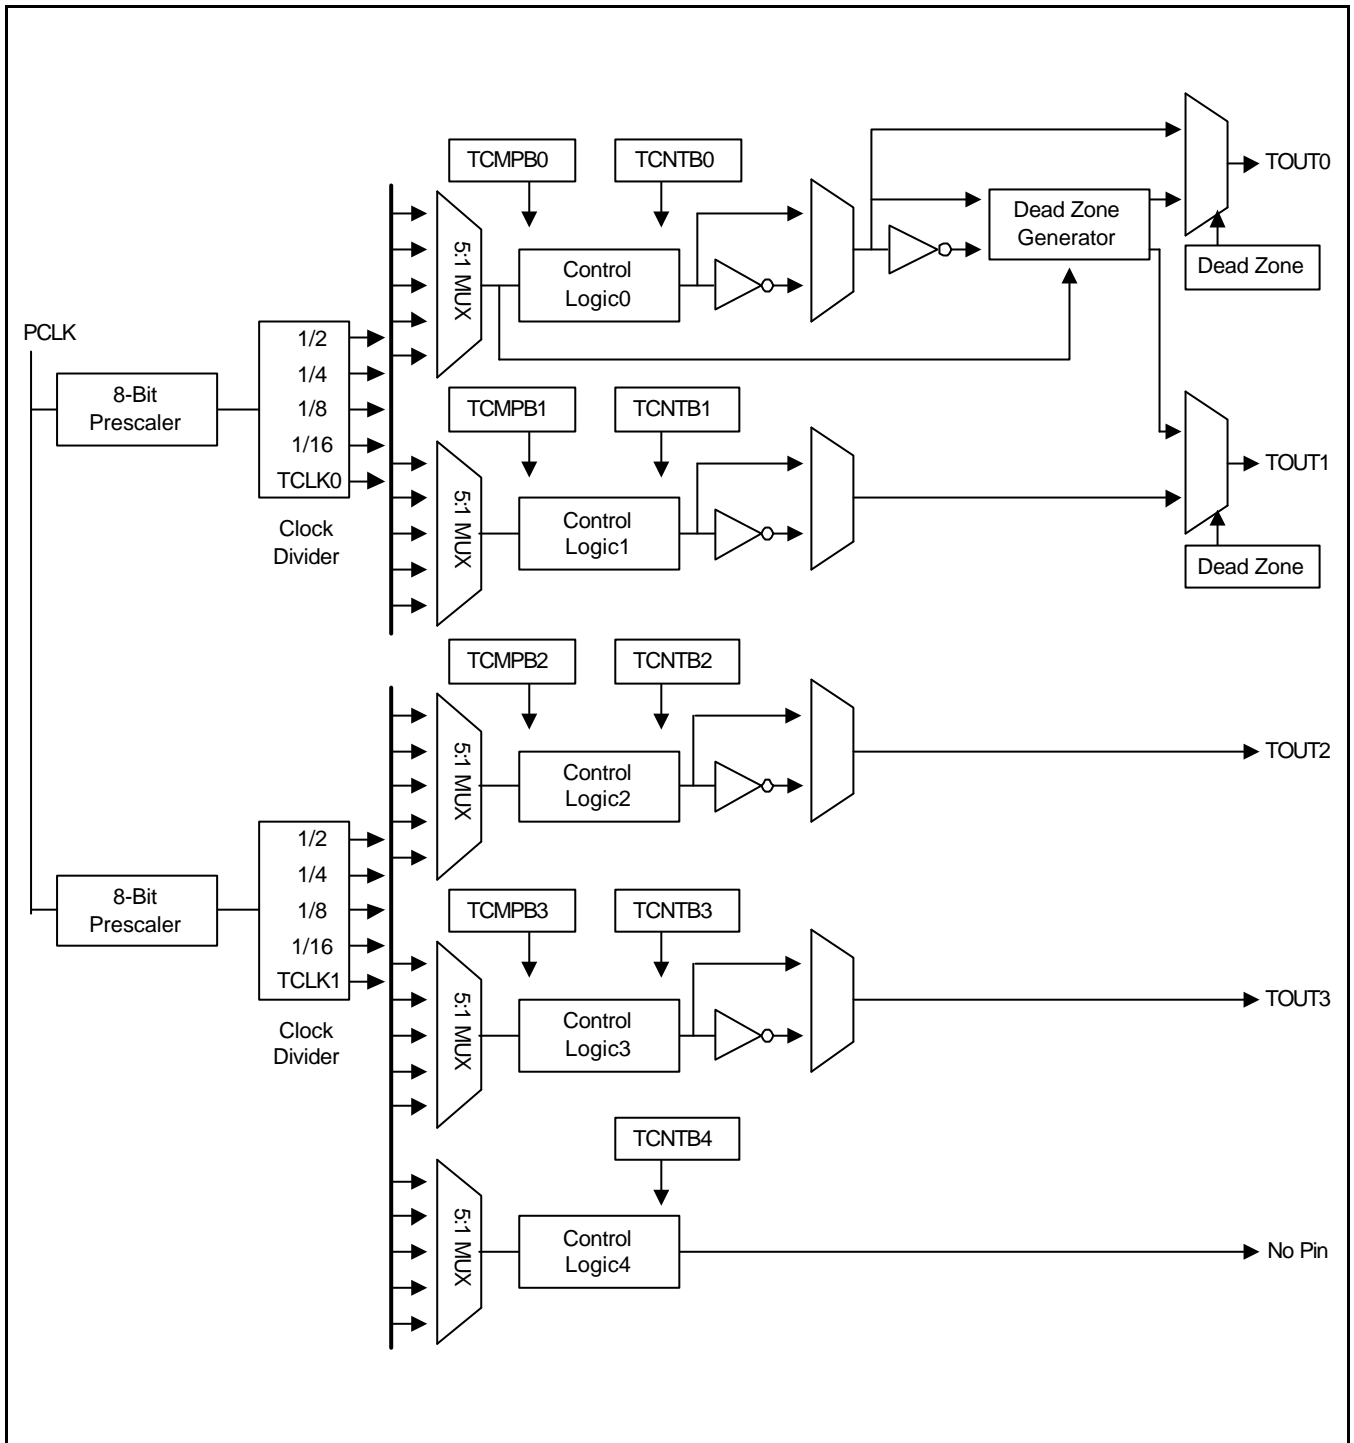 TCMPB0
TCNTB0
TOUT0
5:1 MUX
Control
Logic0
Dead Zone
Generator
Dead Zone
PCLK
8-Bit
Prescaler
1/2
1/4
1/8
1/16
TCLK0
Clock
Divider
TCMPB1
TCNTB1
TOUT1
5:1 MUX
Control
Logic1
Dead Zone
TCMPB2
TCNTB2
5:1 MUX
Control
Logic2
TOUT2
8-Bit
Prescaler
1/2
1/4
1/8
1/16
TCLK1
Clock
Divider
TCMPB3
TCNTB3
5:1 MUX
Control
Logic3
TOUT3
TCNTB4
5:1 MUX
Control
Logic4
No Pin